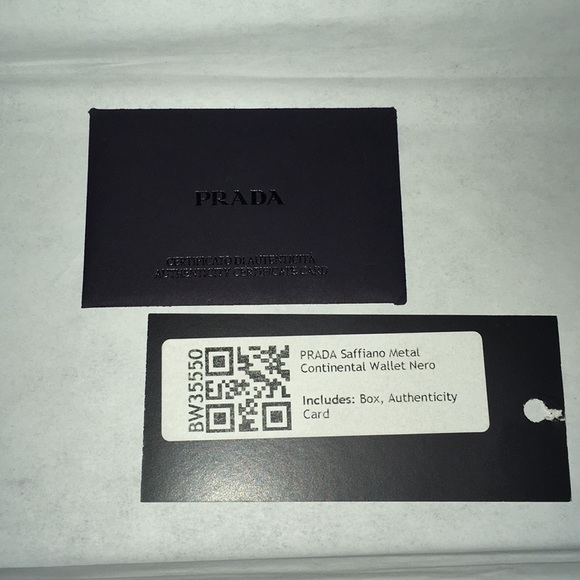 PRADA
CERTIFICATO DI AUTENTICITÀ
AUTHENTICITY CERTIFICATE CARD
BW35550
PRADA Saffiano Metal
Continental Wallet Nero
Includes: Box, Authenticity
Card